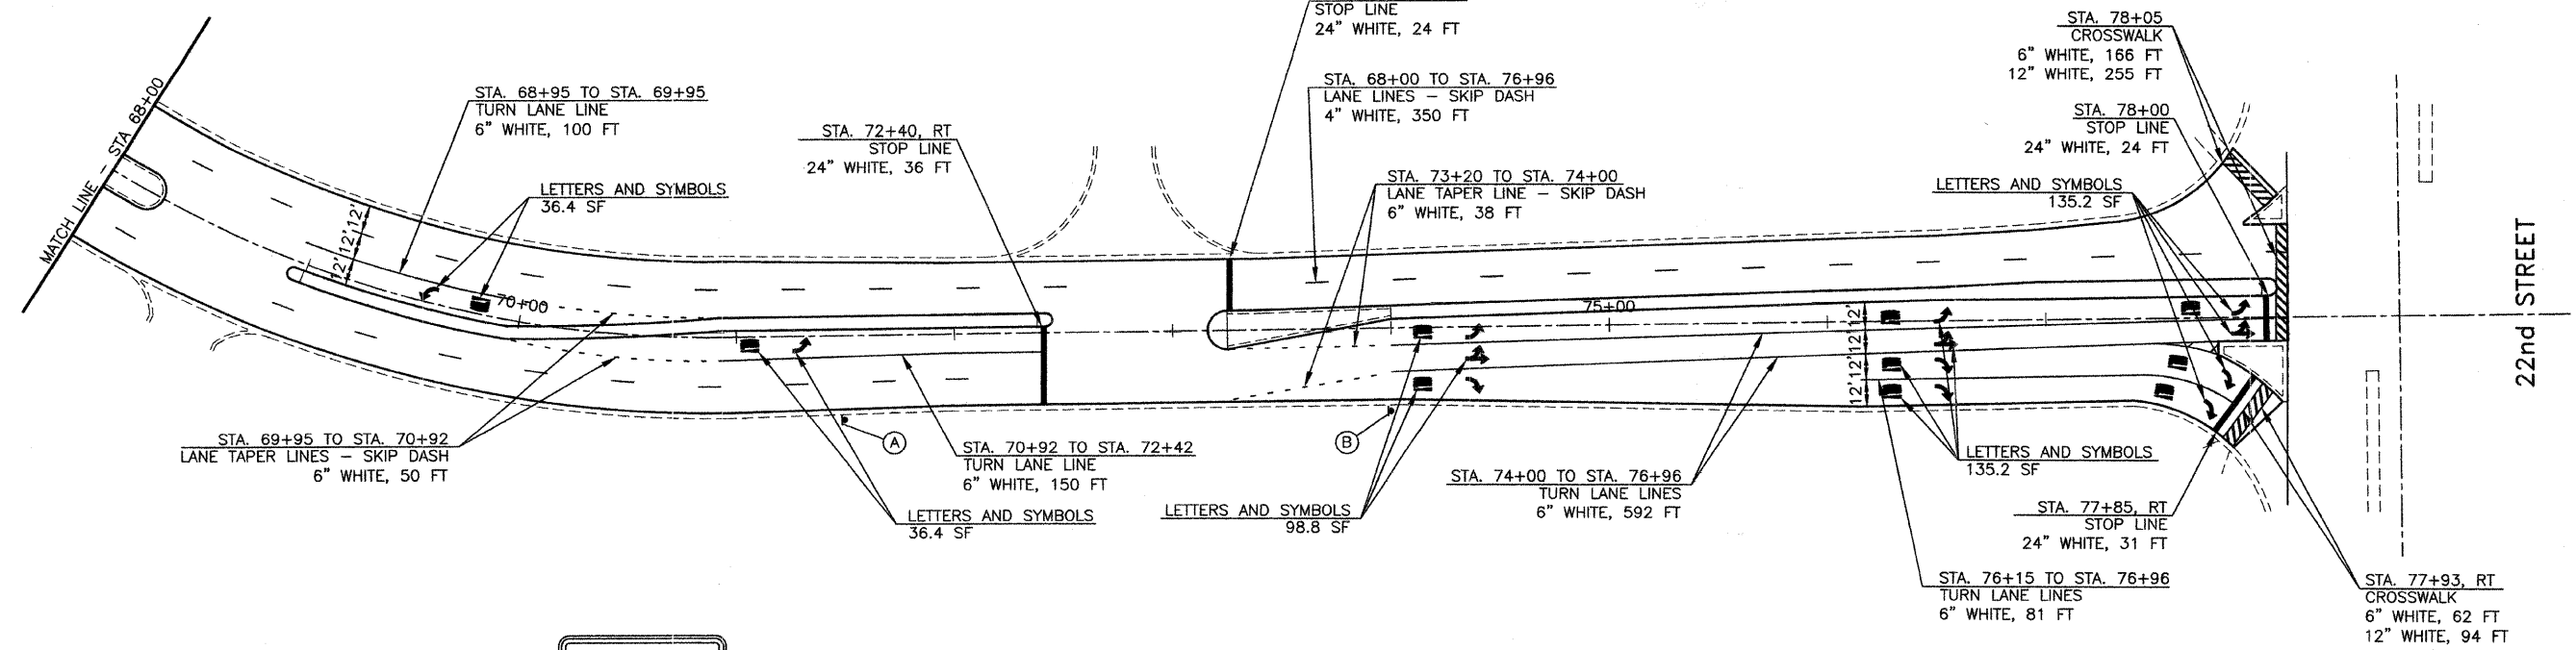 STOP LINE
24" WHITE, 24 FT
STA. 78+05
CROSSWALK
6" WHITE, 166 FT
12" WHITE, 255 FT
STA. 68+95 TO STA. 69+95
TURN LANE LINE
6" WHITE, 100 FT
STA. 68+00 TO STA. 76+96
LANE LINES – SKIP DASH
4" WHITE, 350 FT
STA. 78+00
STOP LINE
24" WHITE, 24 FT
STA. 72+40, RT
STOP LINE
24" WHITE, 36 FT
MATCH LINE - STA 68+00
LETTERS AND SYMBOLS
36.4 SF
STA. 73+20 TO STA. 74+00
LANE TAPER LINE – SKIP DASH
6" WHITE, 38 FT
LETTERS AND SYMBOLS
135.2 SF
12'
12'
12'
70+00
75+00
12'
12'
12'
12'
22nd STREET
A
B
STA. 69+95 TO STA. 70+92
LANE TAPER LINES – SKIP DASH
6" WHITE, 50 FT
STA. 70+92 TO STA. 72+42
TURN LANE LINE
6" WHITE, 150 FT
LETTERS AND SYMBOLS
36.4 SF
LETTERS AND SYMBOLS
98.8 SF
STA. 74+00 TO STA. 76+96
TURN LANE LINES
6" WHITE, 592 FT
LETTERS AND SYMBOLS
135.2 SF
STA. 77+85, RT
STOP LINE
24" WHITE, 31 FT
STA. 76+15 TO STA. 76+96
TURN LANE LINES
6" WHITE, 81 FT
STA. 77+93, RT
CROSSWALK
6" WHITE, 62 FT
12" WHITE, 94 FT